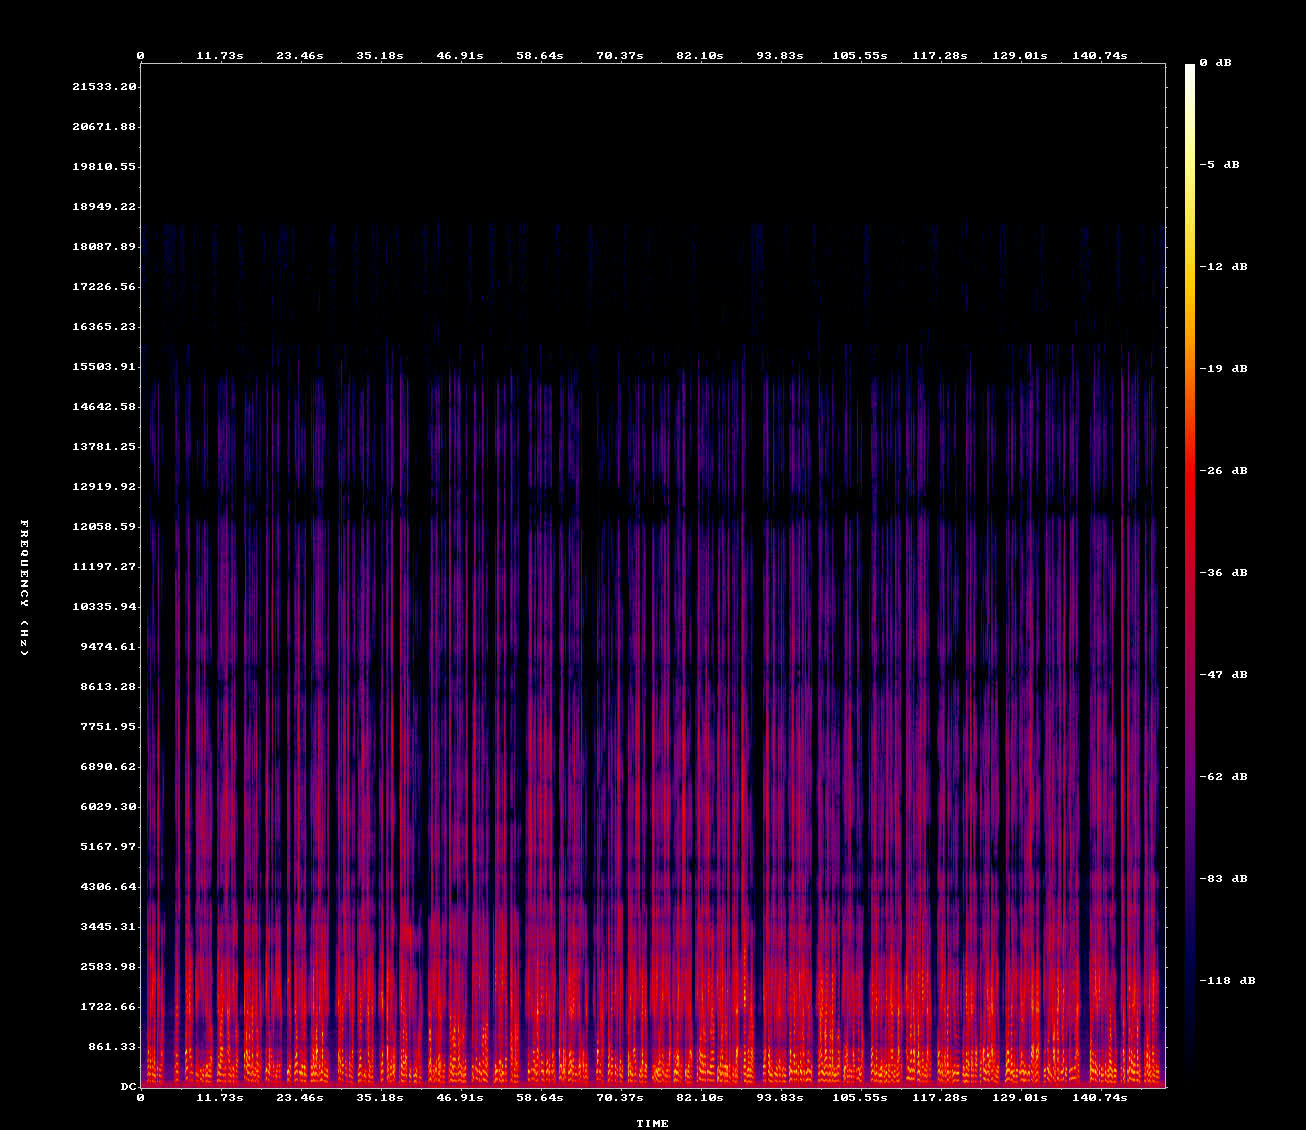 0 11.73s 23.46s 35.18s 46.91s 58.64s 70.37s 82.10s 93.83s 105.55s 117.28s 129.01s 140.74s
0 dB
21533.20
20671.88
-5 dB
19810.55
18949.22
18087.89
-12 dB
17226.56
16365.23
15503.91
-19 dB
14642.58
13781.25
-26 dB
12919.92
12058.59
11197.27
-36 dB
10335.94
FREQUENCY (Hz)
9474.61
-47 dB
8613.28
7751.95
6890.62
-62 dB
6029.30
5167.97
-83 dB
4306.64
3445.31
2583.98
-118 dB
1722.66
861.33
DC
0 11.73s 23.46s 35.18s 46.91s 58.64s 70.37s 82.10s 93.83s 105.55s 117.28s 129.01s 140.74s
TIME